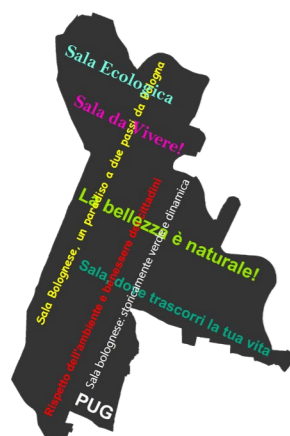 Sala Ecologica
Sala da Vivere!
Sala Bolognese, un paradiso a due passi da Bologna
La bellezza è naturale!
Sala, dove trascorri la tua vita
Rispetto dell'ambiente e benessere dei cittadini
Sala bolognese: storicamente verde e dinamica
PUG